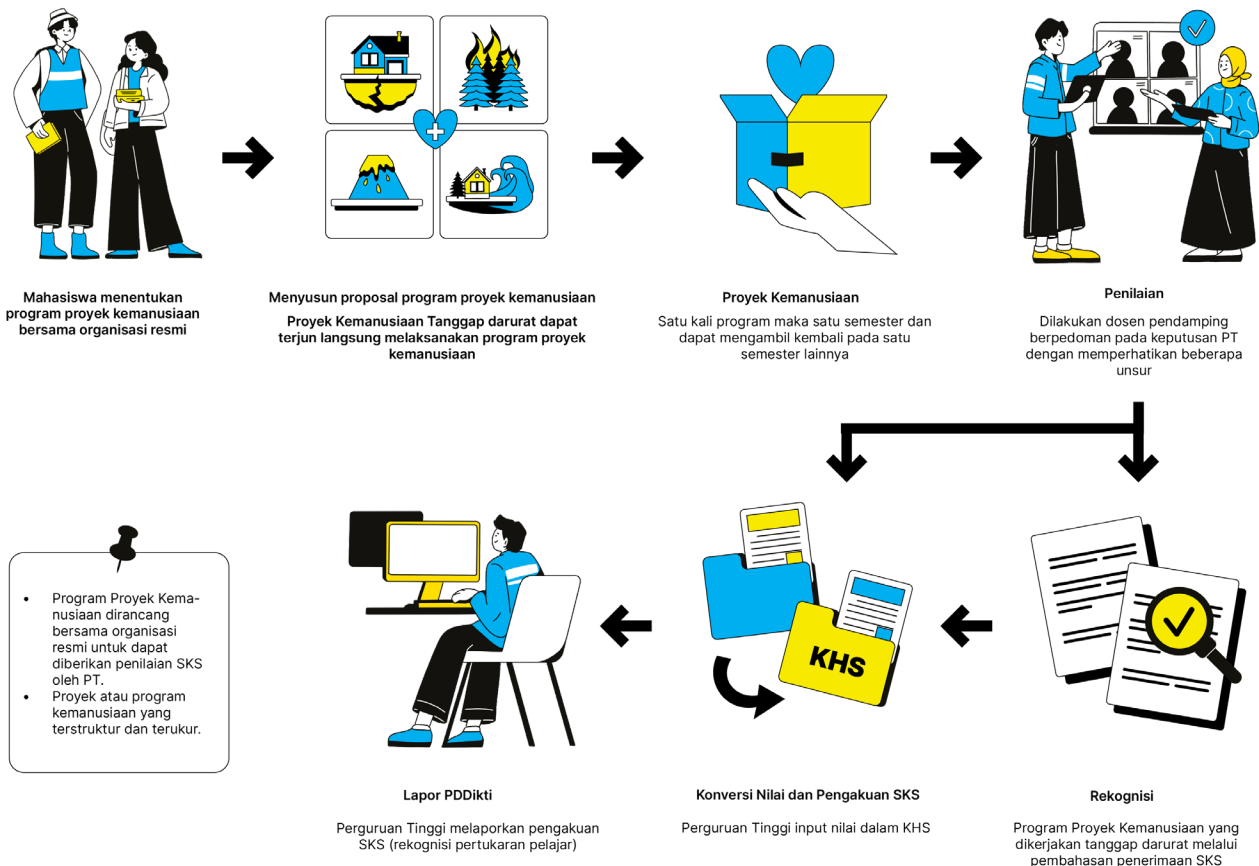 Mahasiswa menentukan
program proyek kemanusiaan
bersama organisasi resmi
Menyusun proposal program proyek kemanusiaan
Proyek Kemanusiaan Tanggap darurat dapat
terjun langsung melaksanakan program proyek
kemanusiaan
Proyek Kemanusiaan
Satu kali program maka satu semester dan
dapat mengambil kembali pada satu
semester lainnya
Penilaian
Dilakukan dosen pendamping
berpedoman pada keputusan PT
dengan memperhatikan beberapa
unsur
Rekognisi
Program Proyek Kemanusiaan yang
dikerjakan tanggap darurat melalui
pembahasan penerimaan SKS
KHS
Konversi Nilai dan Pengakuan SKS
Perguruan Tinggi input nilai dalam KHS
Lapor PDDikti
Perguruan Tinggi melaporkan pengakuan
SKS (rekognisi pertukaran pelajar)
• Program Proyek Kema-
nusiaan dirancang
bersama organisasi
resmi untuk dapat
diberikan penilaian SKS
oleh PT.
• Proyek atau program
kemanusiaan yang
terstruktur dan terukur.